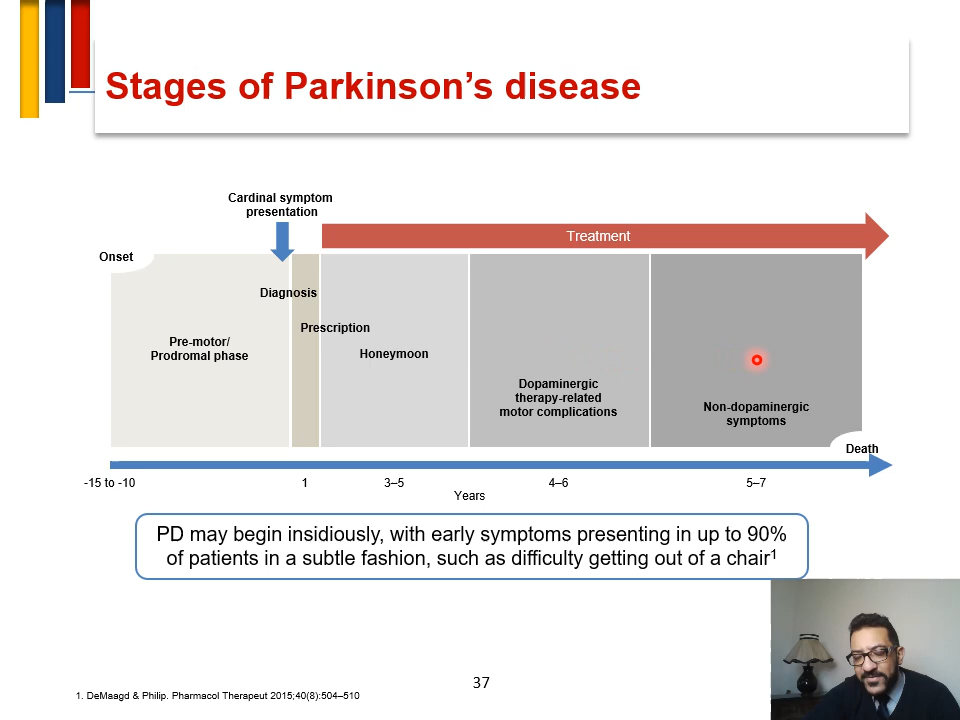 Stages of Parkinson’s disease
Cardinal symptom
presentation
Treatment
Onset
Diagnosis
Prescription
Pre-motor/
Prodromal phase
Honeymoon
Dopaminergic
therapy-related
motor complications
Non-dopaminergic
symptoms
Death
-15 to -10
1
3–5
4–6
5–7
Years
PD may begin insidiously, with early symptoms presenting in up to 90%
of patients in a subtle fashion, such as difficulty getting out of a chair1
37
1. DeMaagd & Philip. Pharmacol Therapeut 2015;40(8):504–510